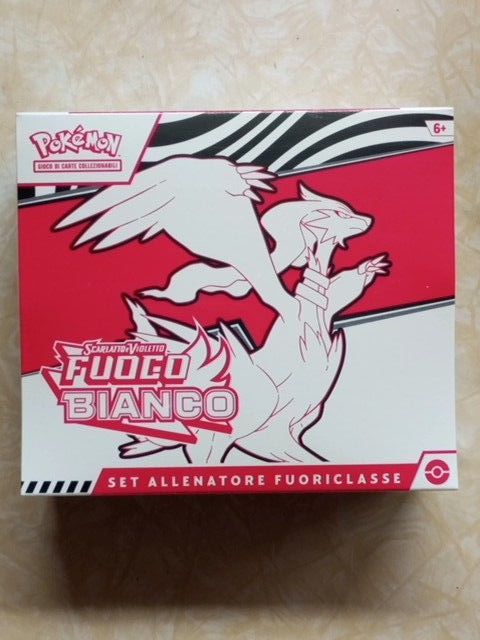 Pokémon
GIOCO DI CARTE COLLEZIONABILI
6+
SCARLATTO E VIOLETTO
FUOCO
BIANCO
SET ALLENATORE FUORICLASSE